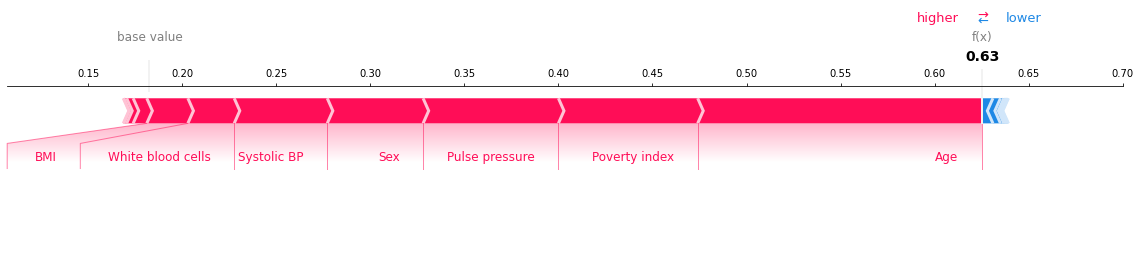 higher ⇄ lower
base value f(x)
0.63
0.15 0.20 0.25 0.30 0.35 0.40 0.45 0.50 0.55 0.60 0.65 0.70
BMI White blood cells Systolic BP Sex Pulse pressure Poverty index Age